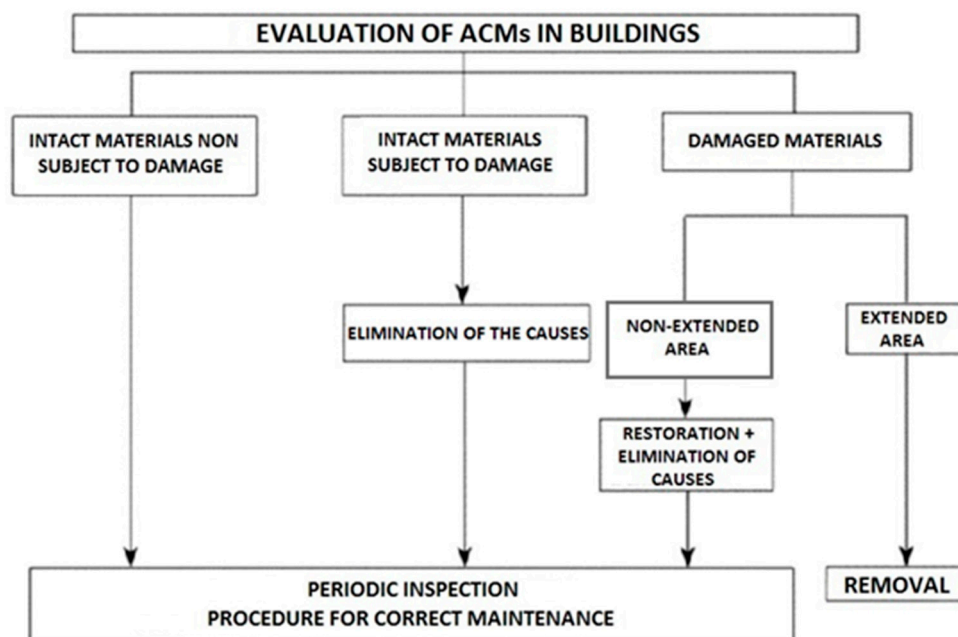 EVALUATION OF ACMs IN BUILDINGS
INTACT MATERIALS NON
SUBJECT TO DAMAGE
INTACT MATERIALS
SUBJECT TO DAMAGE
DAMAGED MATERIALS
ELIMINATION OF THE CAUSES
NON-EXTENDED
AREA
EXTENDED
AREA
RESTORATION +
ELIMINATION OF
CAUSES
PERIODIC INSPECTION
PROCEDURE FOR CORRECT MAINTENANCE
REMOVAL